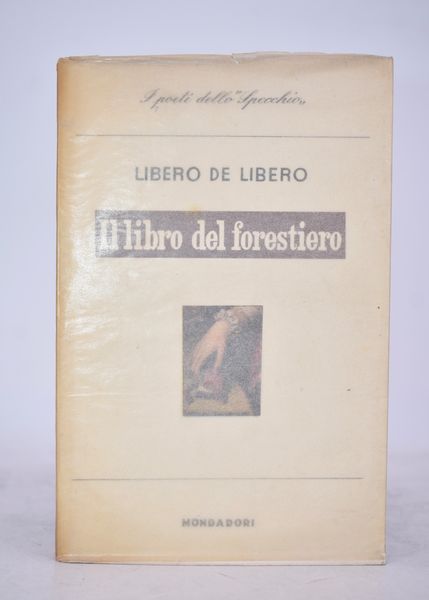 I poeti dello "Specchio„
LIBERO DE LIBERO
Il libro del forestiero
MONDADORI